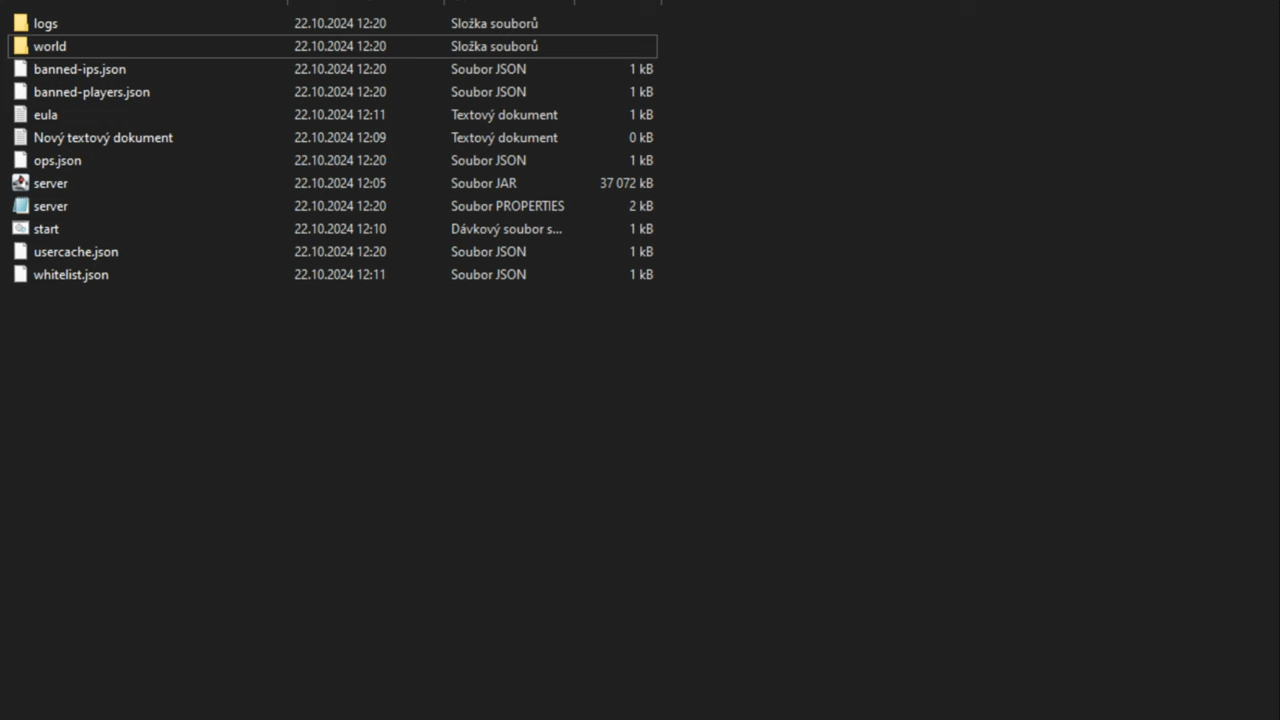 logs 22.10.2024 12:20 Složka souborů
world 22.10.2024 12:20 Složka souborů
banned-ips.json 22.10.2024 12:20 Soubor JSON 1 kB
banned-players.json 22.10.2024 12:20 Soubor JSON 1 kB
eula 22.10.2024 12:11 Textový dokument 1 kB
Nový textový dokument 22.10.2024 12:09 Textový dokument 0 kB
ops.json 22.10.2024 12:20 Soubor JSON 1 kB
server 22.10.2024 12:05 Soubor JAR 37 072 kB
server 22.10.2024 12:20 Soubor PROPERTIES 2 kB
start 22.10.2024 12:10 Dávkový soubor s... 1 kB
usercache.json 22.10.2024 12:20 Soubor JSON 1 kB
whitelist.json 22.10.2024 12:11 Soubor JSON 1 kB